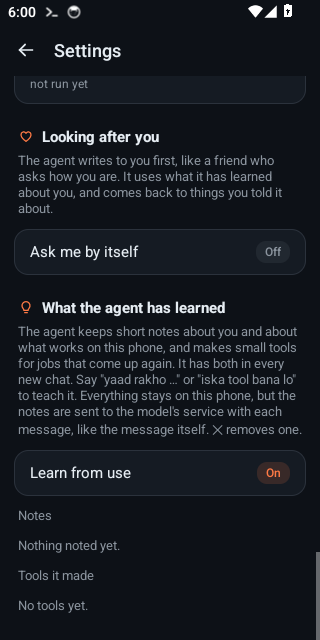 6:00
Settings
not run yet
Looking after you
The agent writes to you first, like a friend who
asks how you are. It uses what it has learned
about you, and comes back to things you told it
about.
Ask me by itself
Off
What the agent has learned
The agent keeps short notes about you and about
what works on this phone, and makes small tools
for jobs that come up again. It has both in every
new chat. Say "yaad rakho ..." or "iska tool bana lo"
to teach it. Everything stays on this phone, but the
notes are sent to the model's service with each
message, like the message itself. ✕ removes one.
Learn from use
On
Notes
Nothing noted yet.
Tools it made
No tools yet.